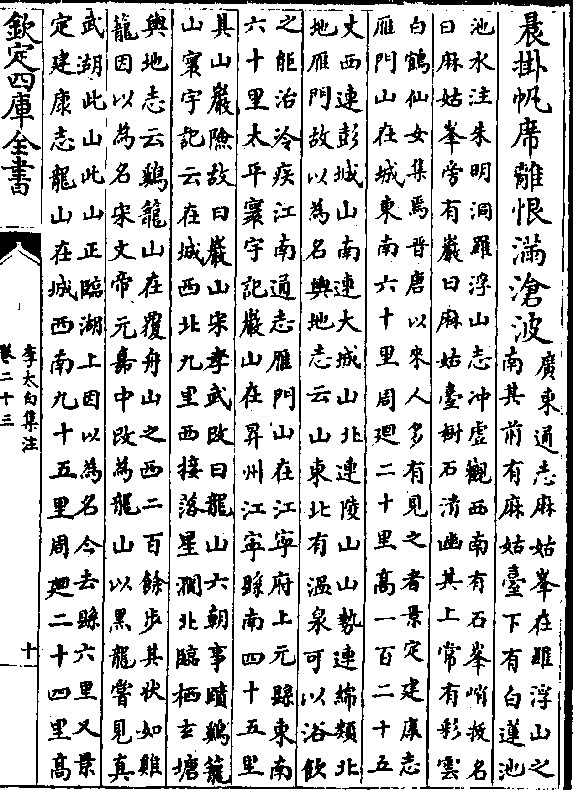 晨掛帆席離恨滿滄波
廣東通志麻姑峯在羅浮山之
南其前有麻姑臺下有白蓮池
池水注朱明洞羅浮山志冲虛觀西南有石峯峭拔名
曰麻姑峯旁有巖曰麻姑臺樹石清幽其上常有彩雲
白鶴仙女集焉晋唐以來人多有見之者景定建康志
雁門山在城東南六十里周廻二十里高一百二十五
丈西連彭城山南連大城山北連陵山山勢連綿類北
地雁門故以為名輿地志云山東北有溫泉可以浴飲
之能治冷疾江南通志雁門山在江寧府上元縣東南
六十里太平寰宇記巖山在昇州江寧縣南四十五里
其山巖險故曰巖山宋孝武改曰龍山六朝事蹟鷄籠
山寰宇記云在城西北九里西接落星澗北臨栖玄塘
輿地志云鷄籠山在覆舟山之西二百餘步其状如雞
籠因以為名宋文帝元嘉中改為龍山以黑龍嘗見真
武湖此山此山正臨湖上因以為名今去縣六里又景
定建康志龍山在城西南九十五里周廻二十四里高
欽定四庫全書
李太白集注
卷二十三
十